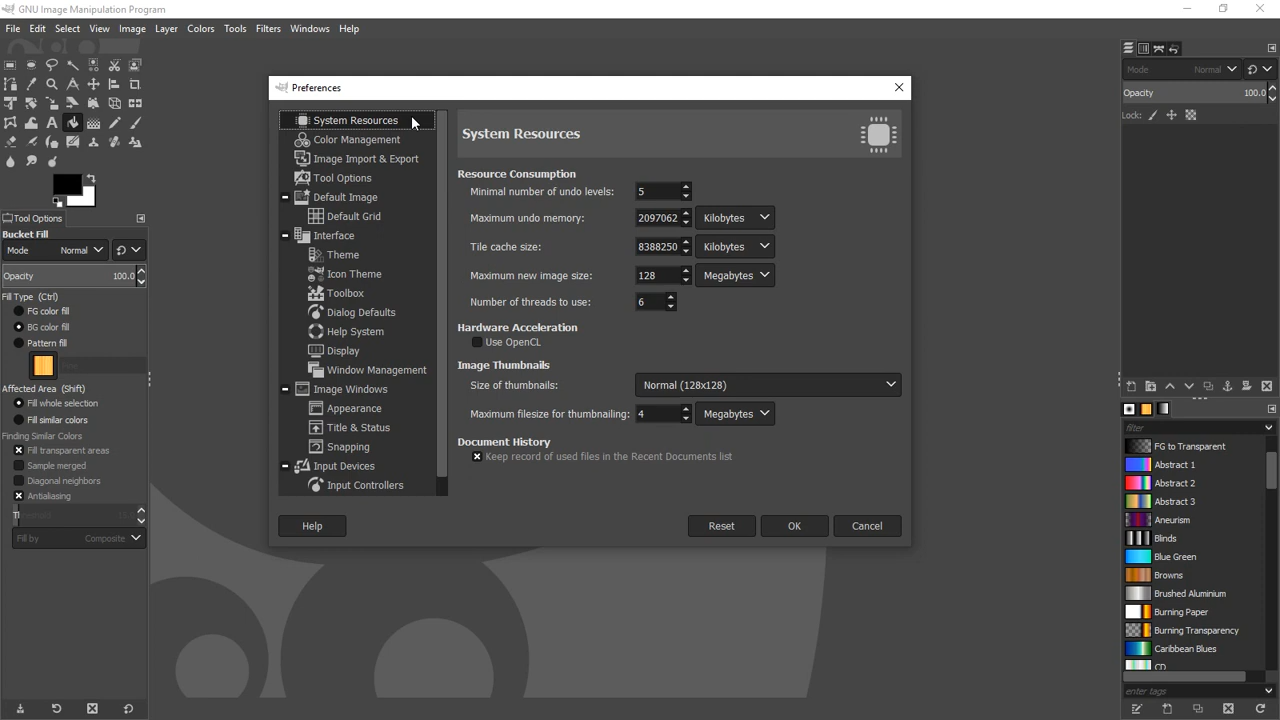 GNU Image Manipulation Program
File Edit Select View Image Layer Colors Tools Filters Windows Help
Tool Options
Bucket Fill
Mode Normal
Opacity 100.0
Fill Type (Ctrl)
FG color fill
BG color fill
Pattern fill
Affected Area (Shift)
Fill whole selection
Fill similar colors
Finding Similar Colors
Fill transparent areas
Sample merged
Diagonal neighbors
Antialiasing
Fill by Composite
Preferences
System Resources
Color Management
Image Import & Export
Tool Options
Default Image
Default Grid
Interface
Theme
Icon Theme
Toolbox
Dialog Defaults
Help System
Display
Window Management
Image Windows
Appearance
Title & Status
Snapping
Input Devices
Input Controllers
System Resources
Resource Consumption
Minimal number of undo levels: 5
Maximum undo memory: 2097062 Kilobytes
Tile cache size: 8388250 Kilobytes
Maximum new image size: 128 Megabytes
Number of threads to use: 6
Hardware Acceleration
Use OpenCL
Image Thumbnails
Size of thumbnails: Normal (128x128)
Maximum filesize for thumbnailing: 4 Megabytes
Document History
Keep record of used files in the Recent Documents list
Help Reset OK Cancel
Mode Normal
Opacity 100.0
Lock:
filter
FG to Transparent
Abstract 1
Abstract 2
Abstract 3
Aneurism
Blinds
Blue Green
Browns
Brushed Aluminium
Burning Paper
Burning Transparency
Caribbean Blues
CD
enter tags